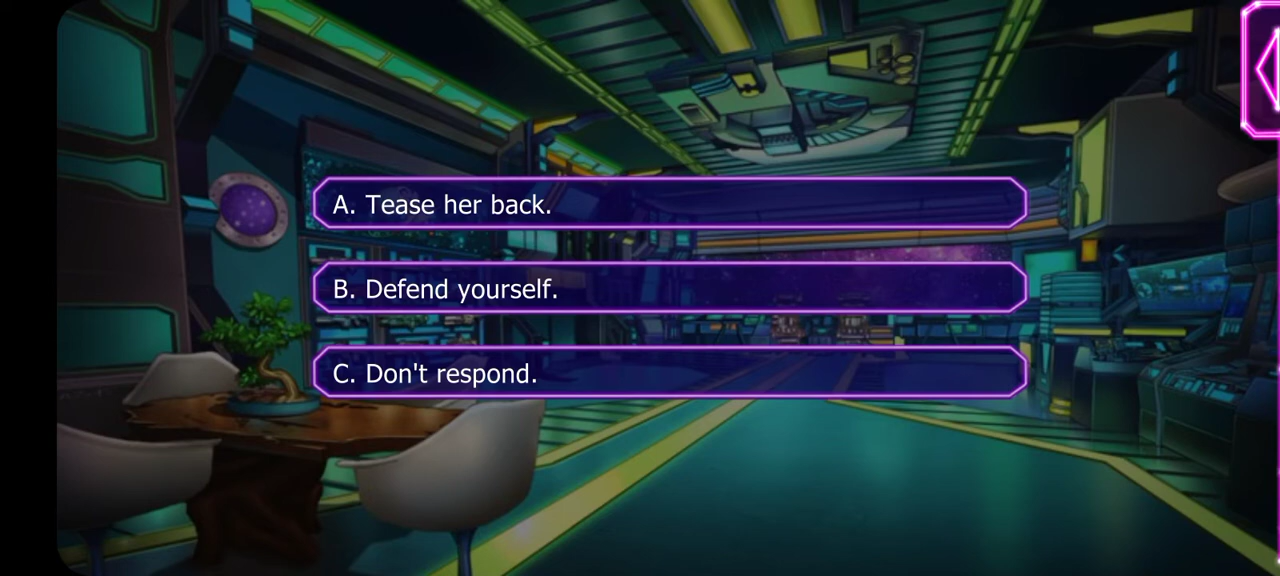 A. Tease her back.
B. Defend yourself.
C. Don't respond.